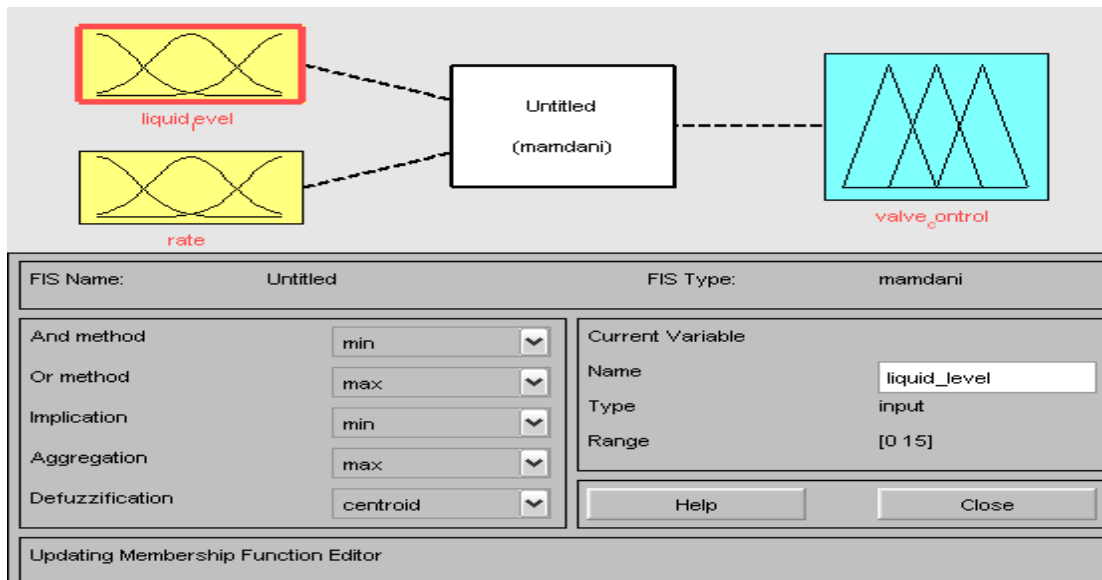 liquid_level
rate
Untitled
(mamdani)
valve_control
FIS Name: Untitled FIS Type: mamdani
And method min
Or method max
Implication min
Aggregation max
Defuzzification centroid
Current Variable
Name liquid_level
Type input
Range [0 15]
Help Close
Updating Membership Function Editor